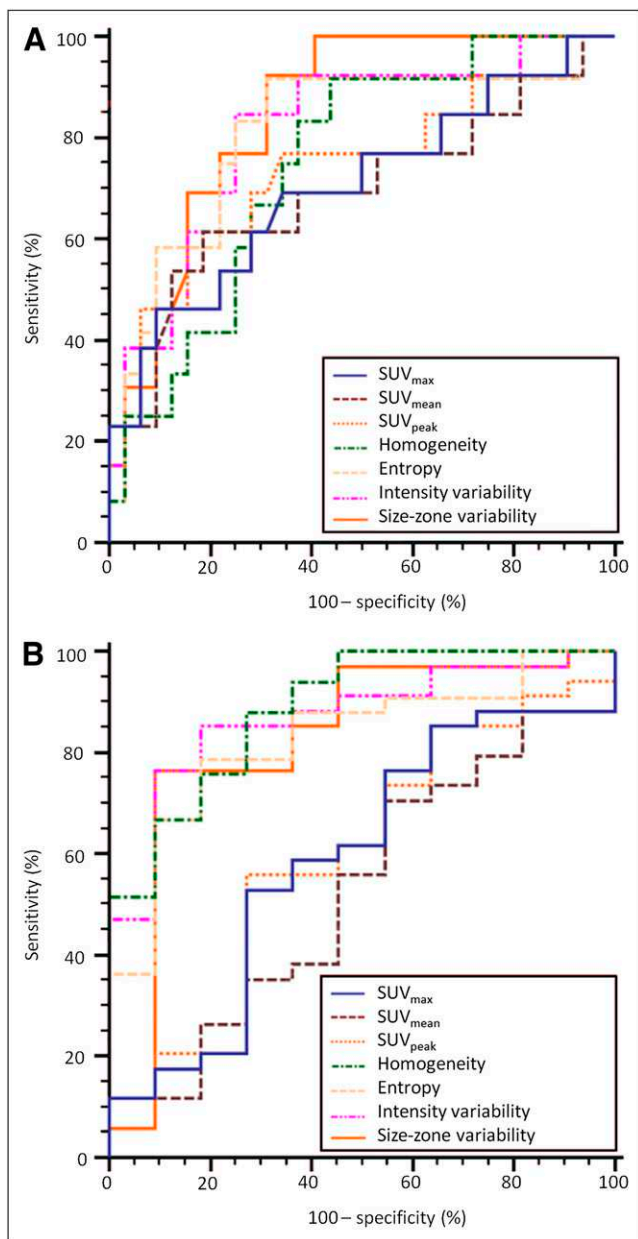 A
100
80
60
40
20
0
Sensitivity (%)
SUVmax
SUVmean
SUVpeak
Homogeneity
Entropy
Intensity variability
Size-zone variability
0 20 40 60 80 100
100 – specificity (%)
B
100
80
60
40
20
0
Sensitivity (%)
SUVmax
SUVmean
SUVpeak
Homogeneity
Entropy
Intensity variability
Size-zone variability
0 20 40 60 80 100
100 – specificity (%)